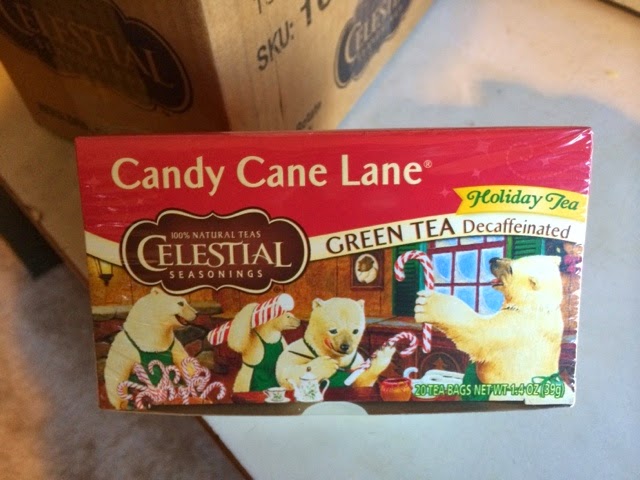 SKU:
CELESTIAL
Candy Cane Lane®
Holiday Tea
100% NATURAL TEAS
CELESTIAL
SEASONINGS
GREEN TEA Decaffeinated
20 TEA BAGS NET WT 1.4 OZ (39g)